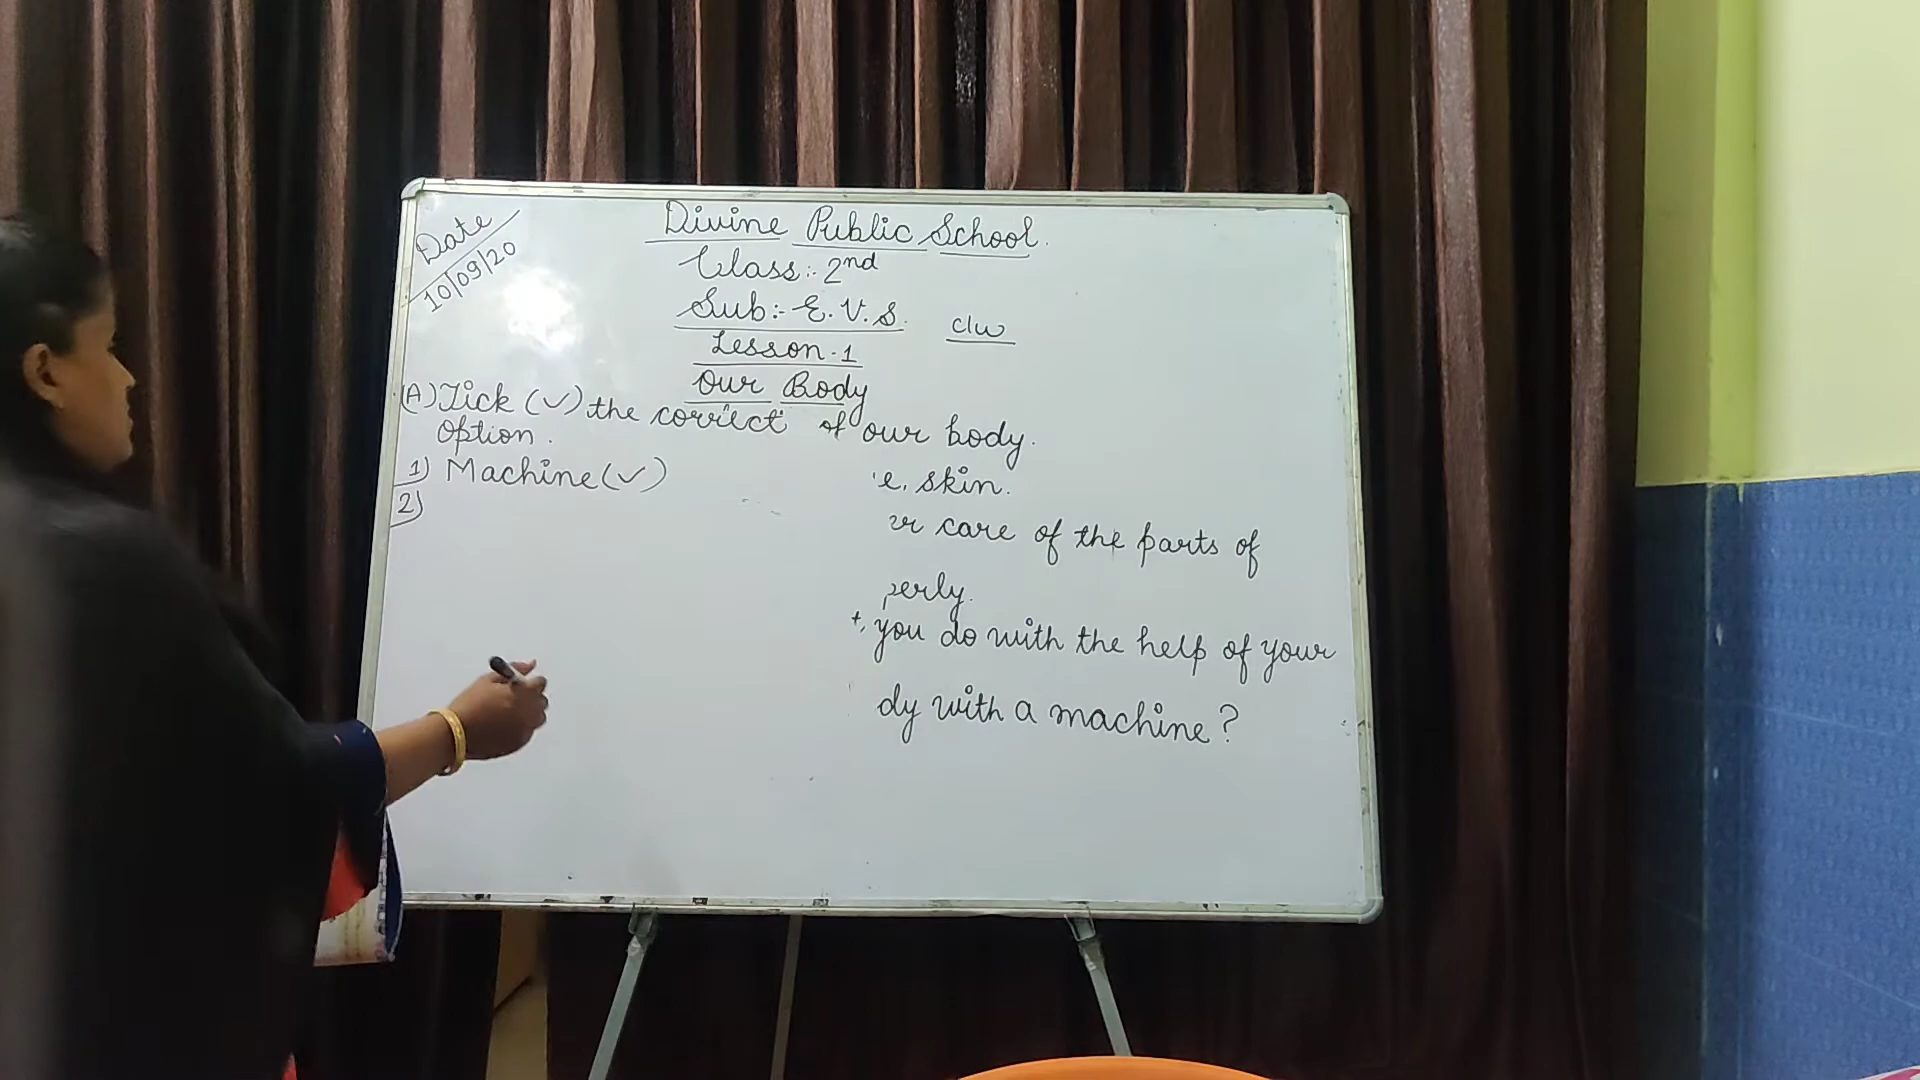 Date
10/09/20
Divine Public School.
Class:- 2nd
Sub:- E.V.S.
c/w
Lesson-1
Our Body
(A) Tick (✓) the correct of our body.
Option.
1) Machine (✓)
e. skin.
2)
care of the parts of
perly.
you do with the help of your
dy with a machine?